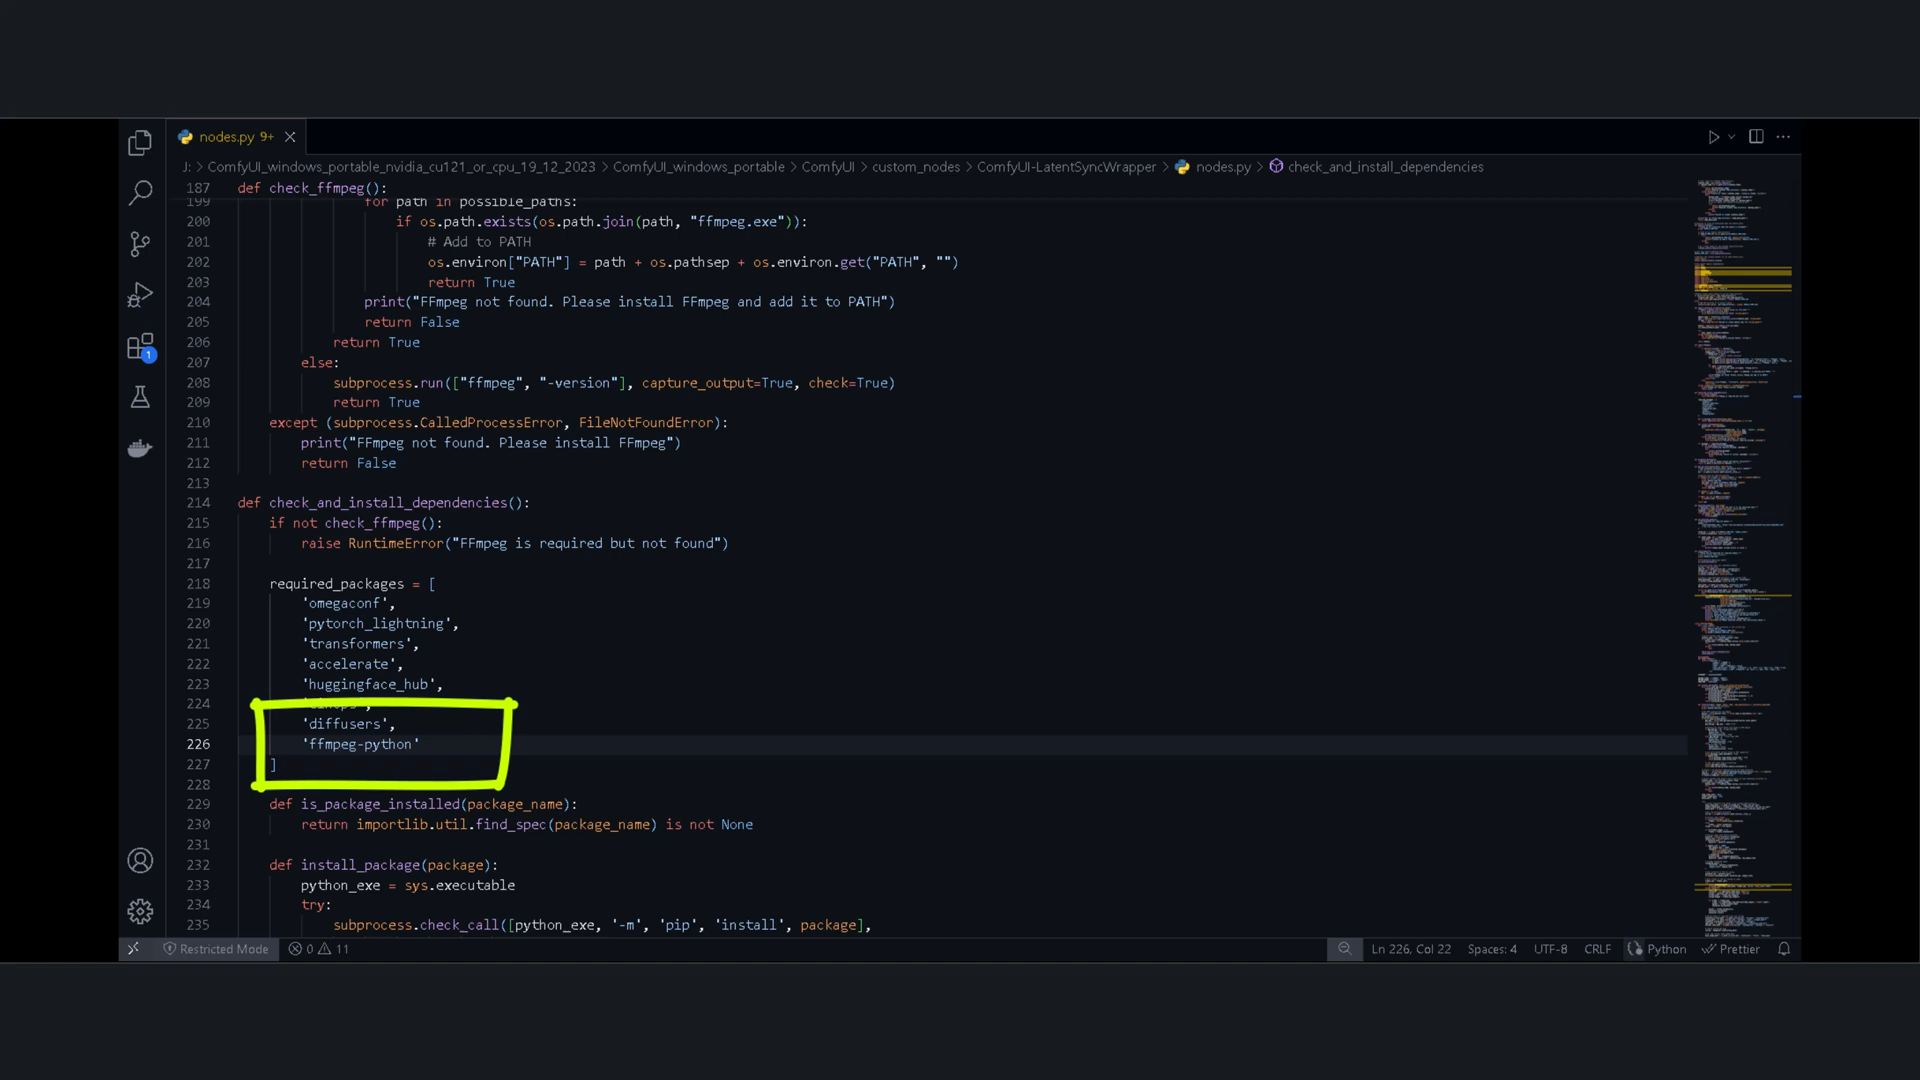 nodes.py 9+
J: > ComfyUI_windows_portable_nvidia_cu121_or_cpu_19_12_2023 > ComfyUI_windows_portable > ComfyUI > custom_nodes > ComfyUI-LatentSyncWrapper > nodes.py > check_and_install_dependencies
187 def check_ffmpeg():
199 for path in possible_paths:
200 if os.path.exists(os.path.join(path, "ffmpeg.exe")):
201 # Add to PATH
202 os.environ["PATH"] = path + os.pathsep + os.environ.get("PATH", "")
203 return True
204 print("FFmpeg not found. Please install FFmpeg and add it to PATH")
205 return False
206 return True
207 else:
208 subprocess.run(["ffmpeg", "-version"], capture_output=True, check=True)
209 return True
210 except (subprocess.CalledProcessError, FileNotFoundError):
211 print("FFmpeg not found. Please install FFmpeg")
212 return False
213
214 def check_and_install_dependencies():
215 if not check_ffmpeg():
216 raise RuntimeError("FFmpeg is required but not found")
217
218 required_packages = [
219 'omegaconf',
220 'pytorch_lightning',
221 'transformers',
222 'accelerate',
223 'huggingface_hub',
224
225 'diffusers',
226 'ffmpeg-python'
227 ]
228
229 def is_package_installed(package_name):
230 return importlib.util.find_spec(package_name) is not None
231
232 def install_package(package):
233 python_exe = sys.executable
234 try:
235 subprocess.check_call([python_exe, '-m', 'pip', 'install', package],
1
Restricted Mode 0 11 Ln 226, Col 22 Spaces: 4 UTF-8 CRLF Python Prettier